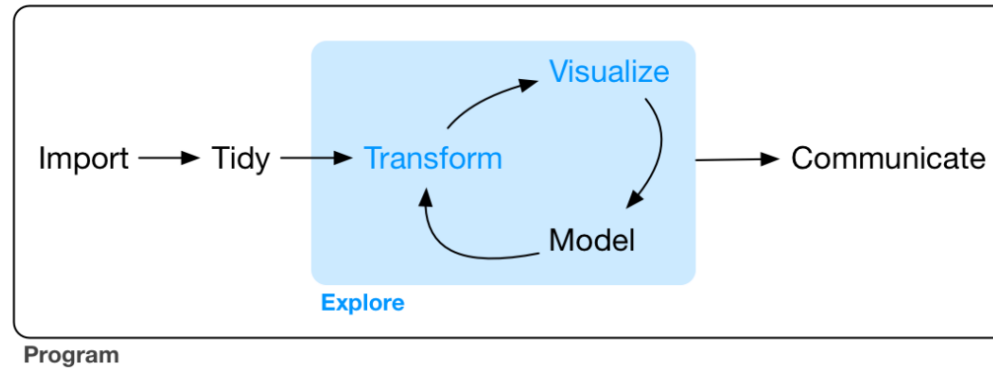 Visualize
Import
Tidy
Transform
Communicate
Model
Explore
Program